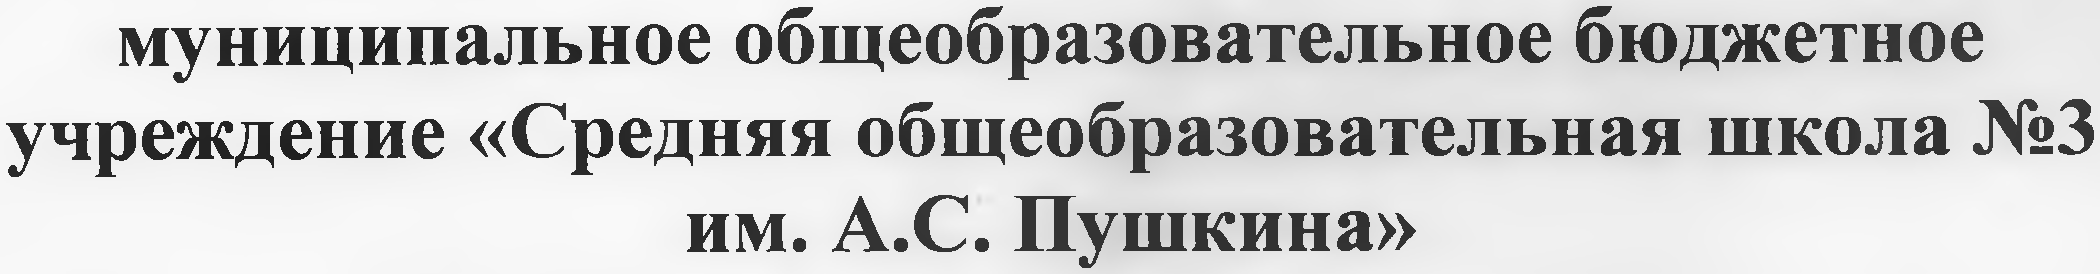 муниципальное общеобразовательное бюджетное
учреждение «Средняя общеобразовательная школа №3
им. А.С. Пушкина»